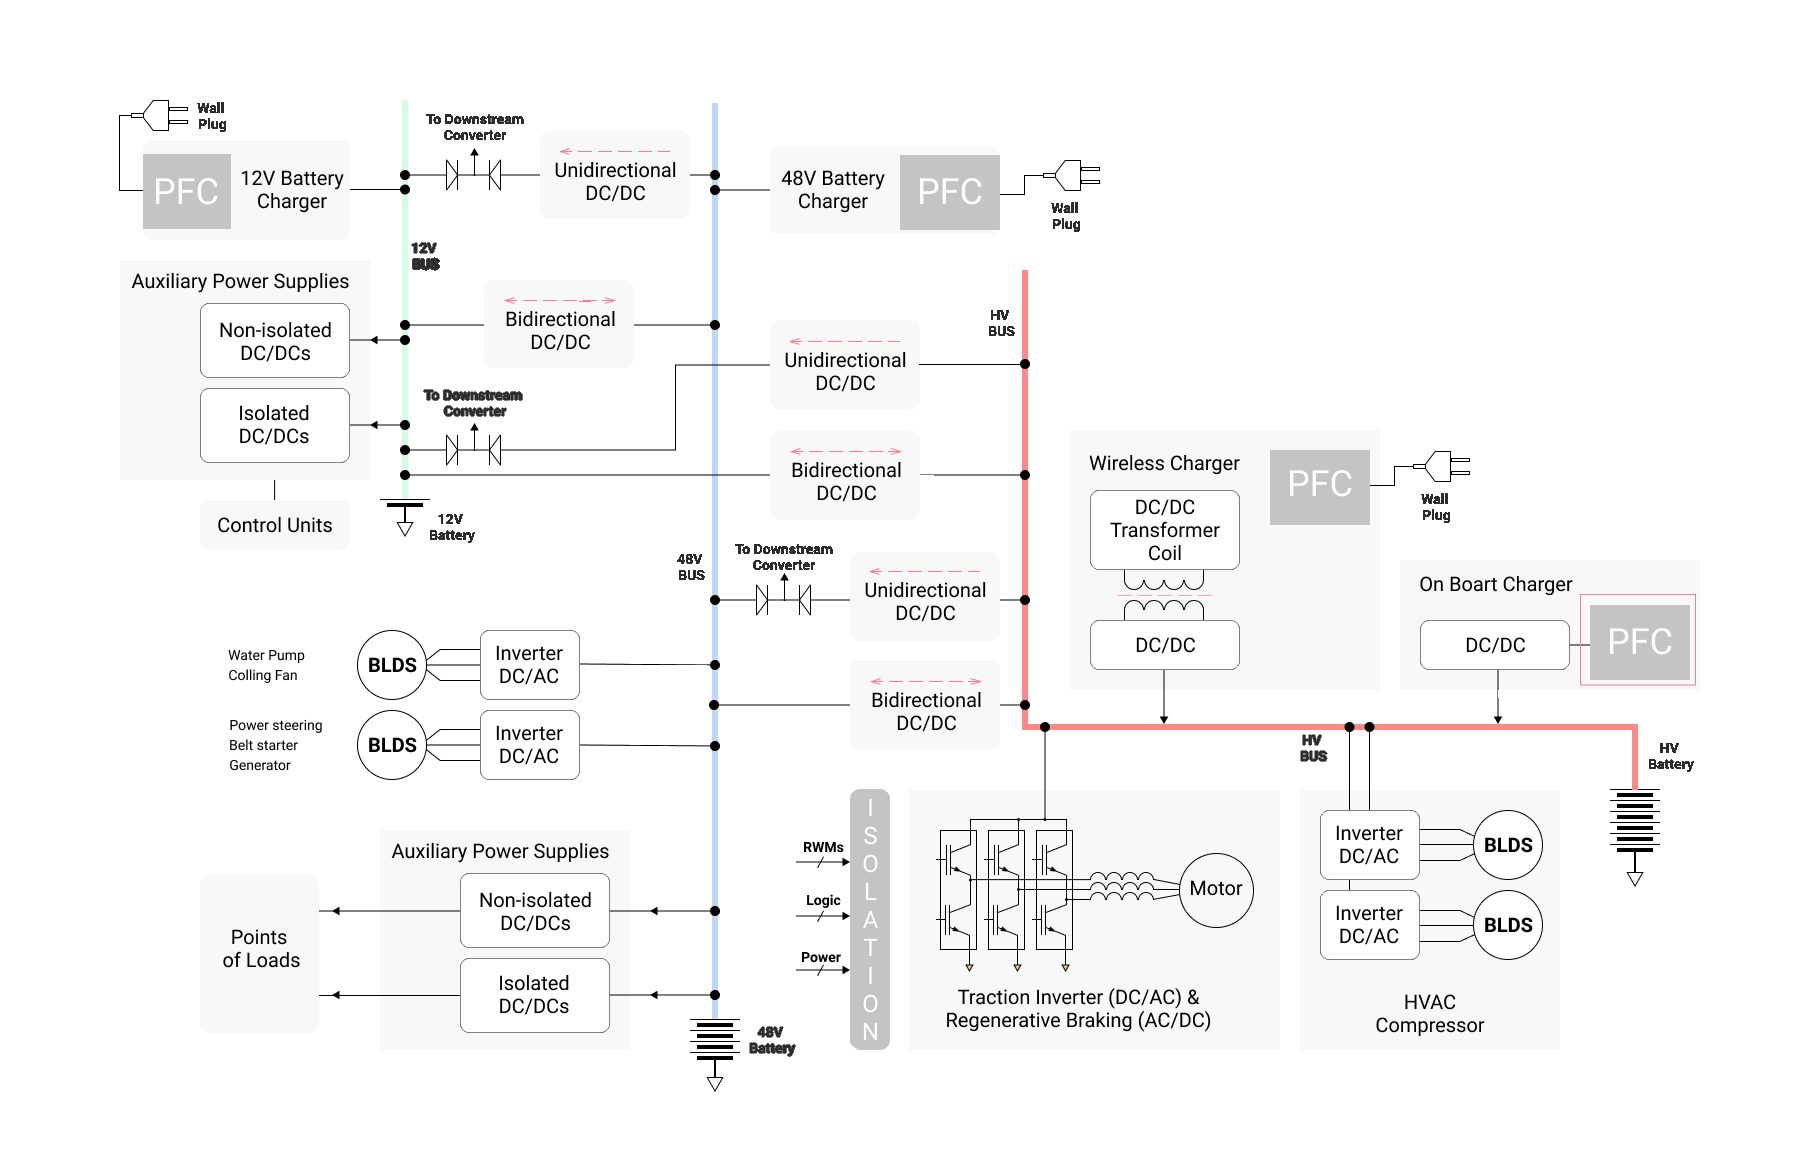 Wall
Plug
PFC
12V Battery
Charger
To Downstream
Converter
Unidirectional
DC/DC
48V Battery
Charger
PFC
Wall
Plug
12V
BUS
Auxiliary Power Supplies
Non-isolated
DC/DCs
Isolated
DC/DCs
Control Units
Bidirectional
DC/DC
To Downstream
Converter
12V
Battery
HV
BUS
Unidirectional
DC/DC
Bidirectional
DC/DC
48V
BUS
To Downstream
Converter
Unidirectional
DC/DC
Bidirectional
DC/DC
Wireless Charger
PFC
Wall
Plug
DC/DC
Transformer
Coil
DC/DC
On Boart Charger
DC/DC
PFC
Water Pump
Colling Fan
BLDS
Inverter
DC/AC
Power steering
Belt starter
Generator
BLDS
Inverter
DC/AC
HV
BUS
HV
Battery
Auxiliary Power Supplies
Non-isolated
DC/DCs
Isolated
DC/DCs
Points
of Loads
48V
Battery
RWMs
Logic
Power
ISOLATION
Motor
Traction Inverter (DC/AC) &
Regenerative Braking (AC/DC)
Inverter
DC/AC
BLDS
Inverter
DC/AC
BLDS
HVAC
Compressor